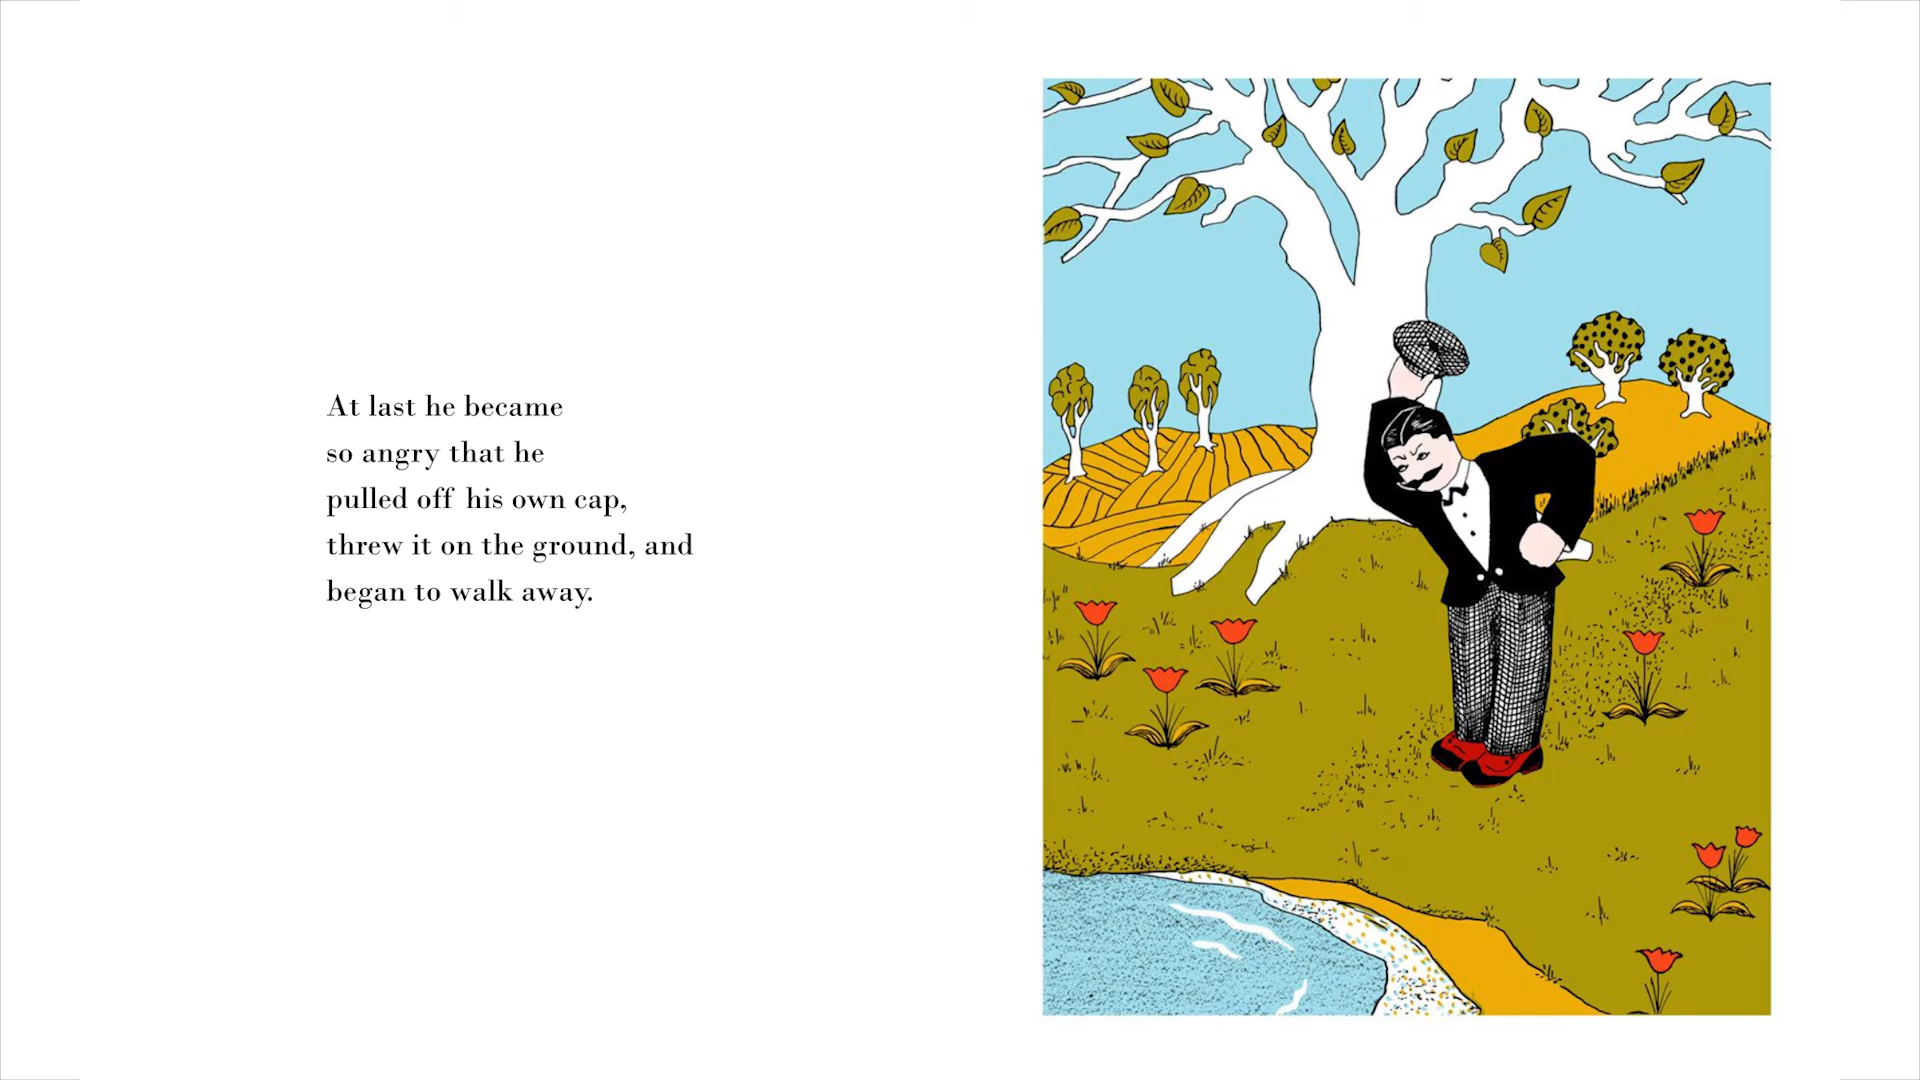 At last he became
so angry that he
pulled off his own cap,
threw it on the ground, and
began to walk away.